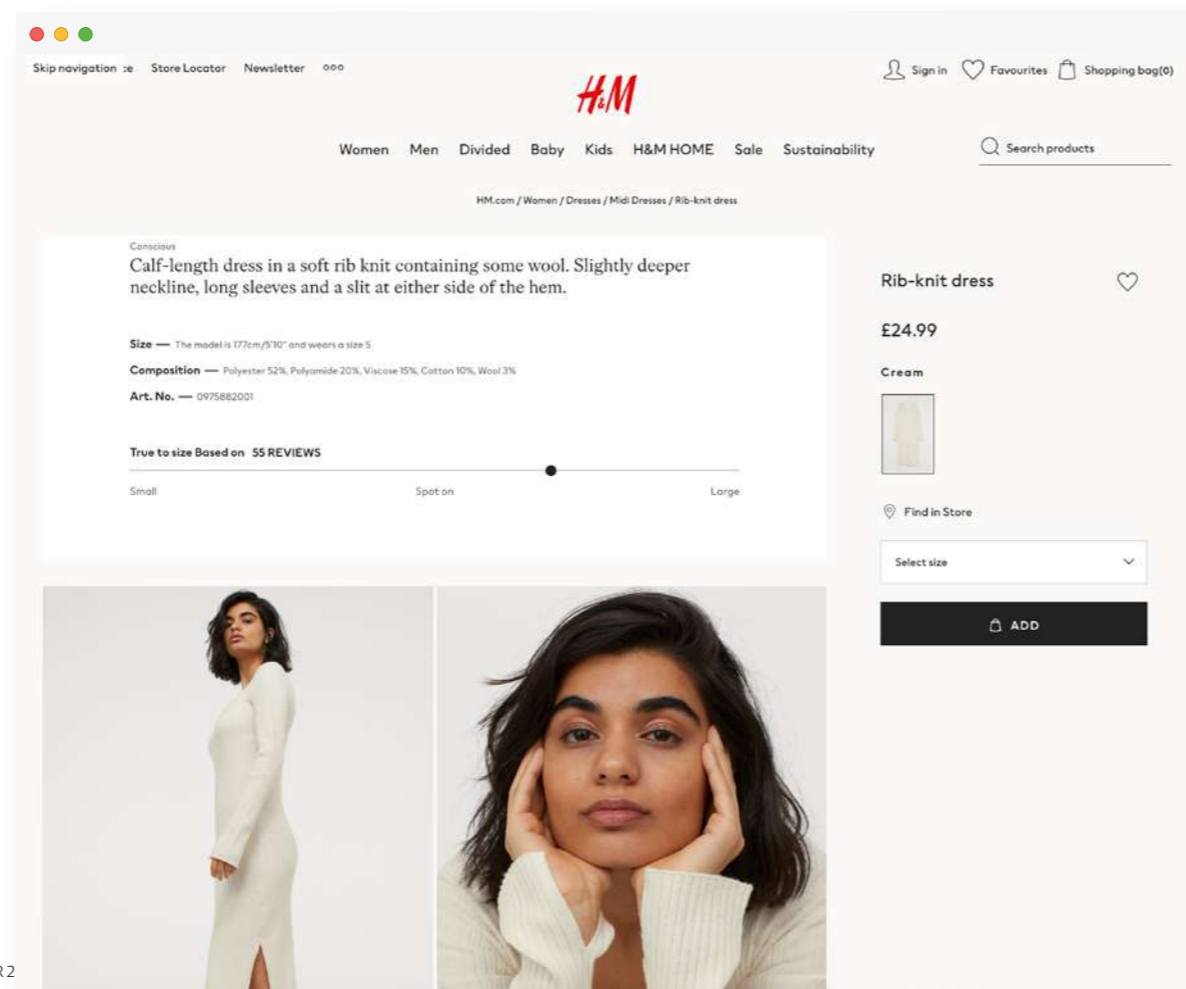 Skip navigation :e Store Locator Newsletter
Sign in Favourites Shopping bag(0)
H&M
Women Men Divided Baby Kids H&M HOME Sale Sustainability
Search products
HM.com / Women / Dresses / Midi Dresses / Rib-knit dress
Conscious
Calf-length dress in a soft rib knit containing some wool. Slightly deeper
neckline, long sleeves and a slit at either side of the hem.
Size — The model is 177cm/5'10" and wears a size S
Composition — Polyester 52%, Polyamide 20%, Viscose 15%, Cotton 10%, Wool 3%
Art. No. — 0975882001
True to size Based on 55 REVIEWS
Small Spot on Large
Rib-knit dress
£24.99
Cream
Find in Store
Select size
ADD
R 2